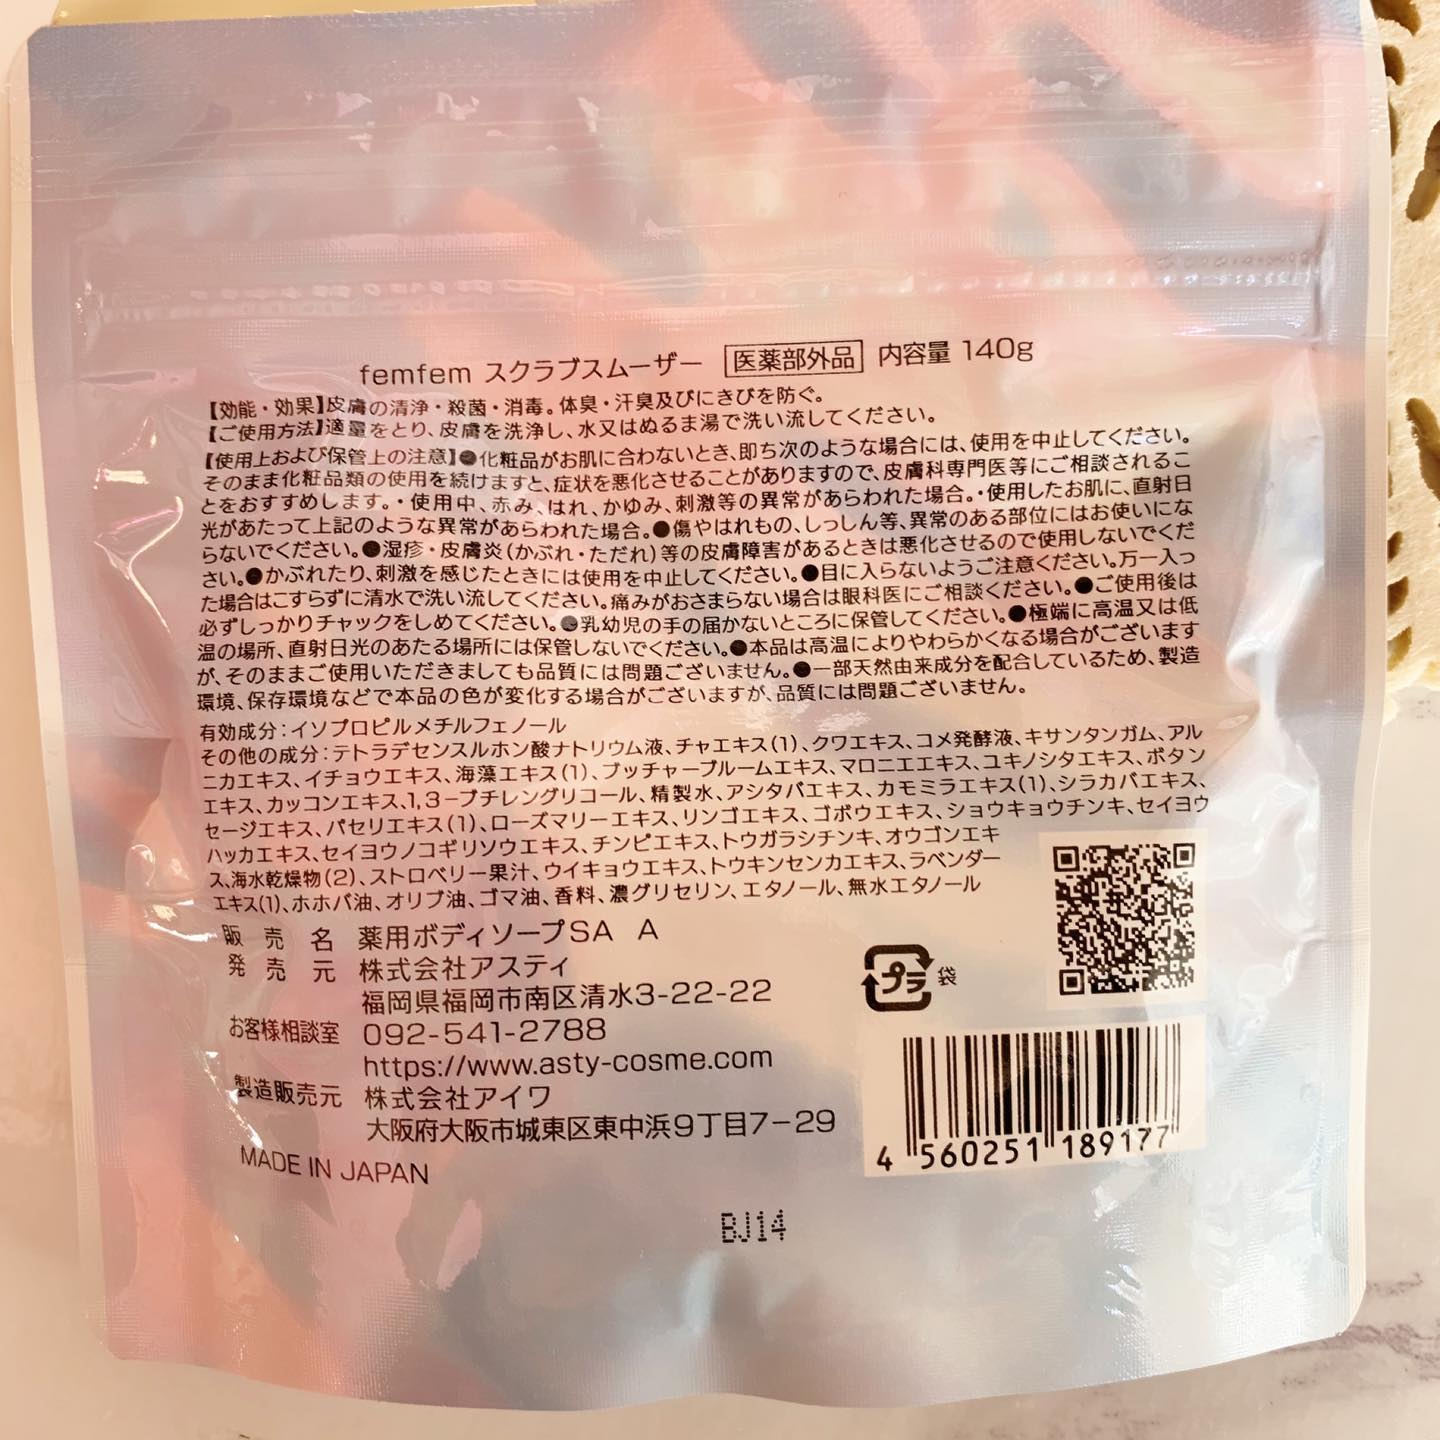 femfem スクラブスムーザー 医薬部外品 内容量 140g
【効能・効果】皮膚の清浄・殺菌・消毒。体臭・汗臭及びにきびを防ぐ。
【ご使用方法】適量をとり、皮膚を洗浄し、水又はぬるま湯で洗い流してください。
【使用上および保管上の注意】●化粧品がお肌に合わないとき、即ち次のような場合には、使用を中止してください。
そのまま化粧品類の使用を続けますと、症状を悪化させることがありますので、皮膚科専門医等にご相談されるこ
とをおすすめします。・使用中、赤み、はれ、かゆみ、刺激等の異常があらわれた場合。・使用したお肌に、直射日
光があたって上記のような異常があらわれた場合。●傷やはれもの、しっしん等、異常のある部位にはお使いにな
らないでください。●湿疹・皮膚炎(かぶれ・ただれ)等の皮膚障害があるときは悪化させるので使用しないでくだ
さい。●かぶれたり、刺激を感じたときには使用を中止してください。●目に入らないようご注意ください。万一入っ
た場合はこすらずに清水で洗い流してください。痛みがおさまらない場合は眼科医にご相談ください。●ご使用後は
必ずしっかりチャックをしめてください。●乳幼児の手の届かないところに保管してください。●極端に高温又は低
温の場所、直射日光のあたる場所には保管しないでください。●本品は高温によりやわらかくなる場合がございます
が、そのままご使用いただきましても品質には問題ございません。●一部天然由来成分を配合しているため、製造
環境、保存環境などで本品の色が変化する場合がございますが、品質には問題ございません。
有効成分:イソプロピルメチルフェノール
その他の成分:テトラデセンスルホン酸ナトリウム液、チャエキス(1)、クワエキス、コメ発酵液、キサンタンガム、アル
ニカエキス、イチョウエキス、海藻エキス(1)、ブッチャーブルームエキス、マロニエエキス、ユキノシタエキス、ボタン
エキス、カッコンエキス、1,3-ブチレングリコール、精製水、アシタバエキス、カモミラエキス(1)、シラカバエキス、
セージエキス、パセリエキス(1)、ローズマリーエキス、リンゴエキス、ゴボウエキス、ショウキョウチンキ、セイヨウ
ハッカエキス、セイヨウノコギリソウエキス、チンピエキス、トウガラシチンキ、オウゴンエキ
ス、海水乾燥物(2)、ストロベリー果汁、ウイキョウエキス、トウキンセンカエキス、ラベンダー
エキス(1)、ホホバ油、オリブ油、ゴマ油、香料、濃グリセリン、エタノール、無水エタノール
販売名 薬用ボディソープSA A
発売元 株式会社アスティ
福岡県福岡市南区清水3-22-22
お客様相談室 092-541-2788
https://www.asty-cosme.com
製造販売元 株式会社アイワ
大阪府大阪市城東区東中浜9丁目7-29
MADE IN JAPAN
プラ 袋
4 560251 189177
BJ14